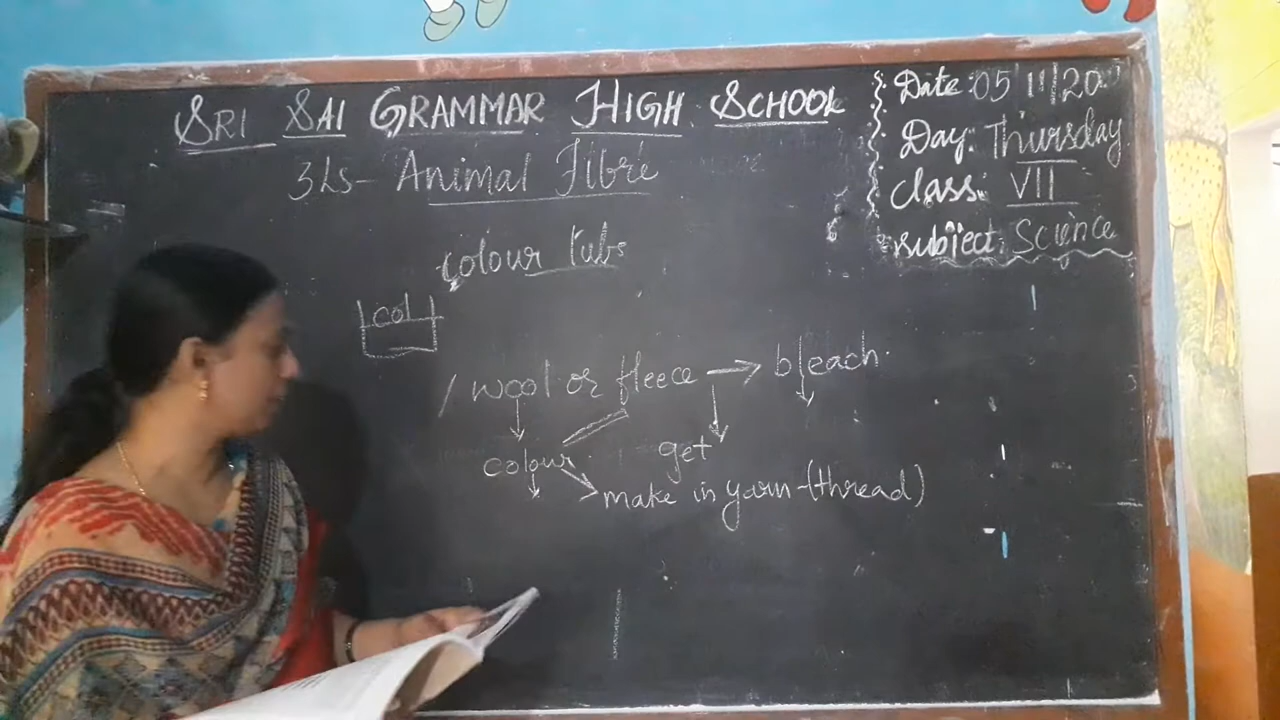 SRI SAI GRAMMAR HIGH SCHOOL
Date: 05/11/20
Day: Thursday
Class: VII
Subject: Science
3Ls- Animal Fibre
colour tubs
col
/ wool or fleece → bleach.
colour
get
make in yarn-(thread)